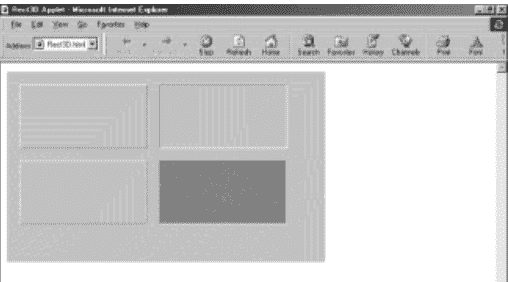 Rect3D Applet - Microsoft Internet Explorer
File Edit View Go Favorites Help
Address Rect3D.html Stop Refresh Home Search Favorites History Channels Print Font